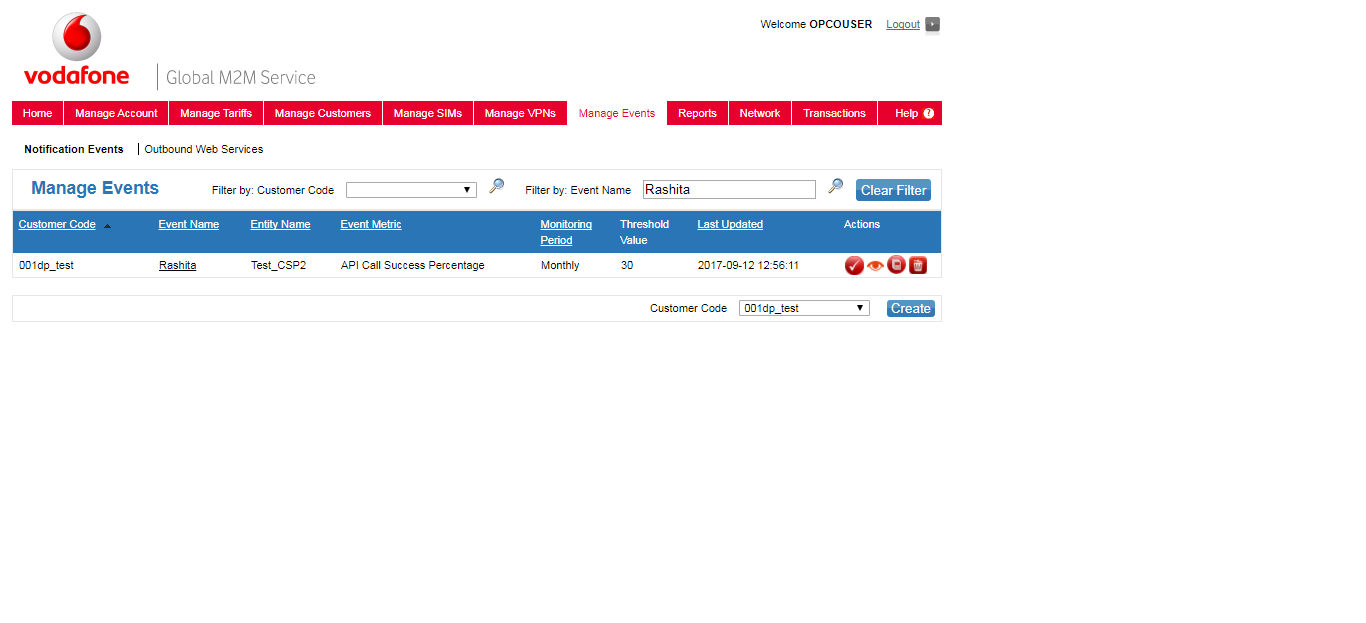 Welcome OPCOUSER Logout
vodafone Global M2M Service
Home Manage Account Manage Tariffs Manage Customers Manage SIMs Manage VPNs Manage Events Reports Network Transactions Help ?
Notification Events Outbound Web Services
Manage Events Filter by: Customer Code Filter by: Event Name Rashita Clear Filter
Customer Code Event Name Entity Name Event Metric Monitoring Period Threshold Value Last Updated Actions
001dp_test Rashita Test_CSP2 API Call Success Percentage Monthly 30 2017-09-12 12:56:11
Customer Code 001dp_test Create